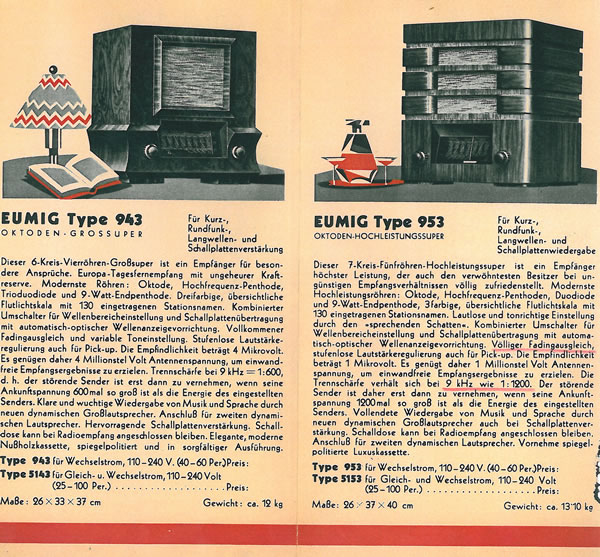 EUMIG Type 943
OKTODEN-GROSSUPER
Für Kurz-,
Rundfunk-,
Langwellen- und
Schallplattenverstärkung
Dieser 6-Kreis-Vierröhren-Großsuper ist ein Empfänger für beson-
dere Ansprüche. Europa-Tagesfernempfang mit ungeheurer Kraft-
reserve. Modernste Röhren: Oktode, Hochfrequenz-Penthode,
Trioduodiode und 9-Watt-Endpenthode. Dreifarbige, übersichtliche
Flutlichtskala mit 130 eingetragenen Stationsnamen. Kombinierter
Umschalter für Wellenbereicheinstellung und Schallplattenübertragung
mit automatisch-optischer Wellenanzeigevorrichtung. Vollkommener
Fadingausgleich und variable Toneinstellung. Stufenlose Lautstärke-
regulierung auch für Pick-up. Die Empfindlichkeit beträgt 4 Mikrovolt.
Es genügen daher 4 Millionstel Volt Antennenspannung, um einwand-
freie Empfangsergebnisse zu erzielen. Trennschärfe bei 9 kHz = 1:600,
d. h. der störende Sender ist erst dann zu vernehmen, wenn seine
Ankunftspannung 600mal so groß ist als die Energie des eingestellten
Senders. Klare und wuchtige Wiedergabe von Musik und Sprache durch
neuen dynamischen Großlautsprecher. Anschluß für zweiten dynami-
schen Lautsprecher. Hervorragende Schallplattenverstärkung. Schall-
dose kann bei Radioempfang angeschlossen bleiben. Elegante, moderne
Nußholzkassette, spiegelpolitiert und in sorgfältiger Ausführung.
Type 943 für Wechselstrom, 110-240 V. (40-60 Per.) Preis:
Type 5143 für Gleich- u. Wechselstrom, 110-240 Volt
(25-100 Per.) . . . . . . . . . . . . . . Preis:
Maße: 26 × 33 × 37 cm Gewicht: ca. 12 kg
EUMIG Type 953
OKTODEN-HOCHLEISTUNGSSUPER
Für Kurz-,
Rundfunk-,
Langwellen- und
Schallplattenwiedergabe
Dieser 7-Kreis-Fünfröhren-Hochleistungssuper ist ein Empfänger
höchster Leistung, der auch den verwöhntesten Besitzer bei un-
günstigen Empfangsverhältnissen völlig zufriedenstellt. Modernste
Hochleistungsröhren: Oktode, Hochfrequenz-Penthoden, Duodiode
und 9-Watt-Endpenthode, 3farbige, übersichtliche Flutlichtskala mit
130 eingetragenen Stationsnamen. Lautlose und tonrichtige Einstellung
durch den «sprechenden Schatten». Kombinierter Umschalter für
Wellenbereicheinstellung und Schallplattenübertragung mit automa-
tisch-optischer Wellenanzeigevorrichtung. Völliger Fadingausgleich,
stufenlose Lautstärkeregulierung auch für Pick-up. Die Empfindlichkeit
beträgt 1 Mikrovolt. Es genügt daher 1 Millionstel Volt Antennen-
spannung, um einwandfreie Empfangsergebnisse zu erzielen. Die
Trennschärfe verhält sich bei 9 kHz wie 1:1200. Der störende
Sender ist daher erst dann zu vernehmen, wenn seine Ankunft-
spannung 1200mal so groß ist als die Energie des eingestellten
Senders. Vollendete Wiedergabe von Musik und Sprache durch
neuen dynamischen Großlautsprecher auch bei Schallplattenver-
stärkung. Schalldose kann bei Radioempfang angeschlossen bleiben.
Anschluß für zweiten dynamischen Lautsprecher. Vornehme spiegel-
politierte Luxuskassette.
Type 953 für Wechselstrom, 110-240 V. (40-60 Per.) Preis:
Type 5153 für Gleich- und Wechselstrom, 110-240 Volt
(25-100 Per.) . . . . . . . . . . . . . . Preis:
Maße: 26 × 37 × 40 cm Gewicht: ca. 13'10 kg